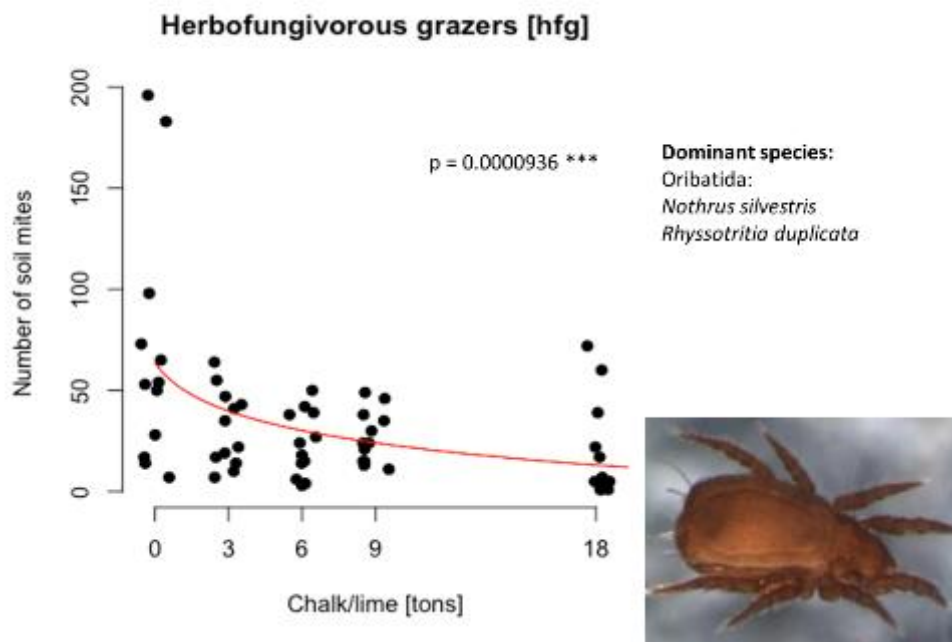 Herbofungivorous grazers [hfg]
200
150
100
50
0
Number of soil mites
p = 0.0000936 ***
Dominant species:
Oribatida:
Nothrus silvestris
Rhyssotritia duplicata
0 3 6 9 18
Chalk/lime [tons]